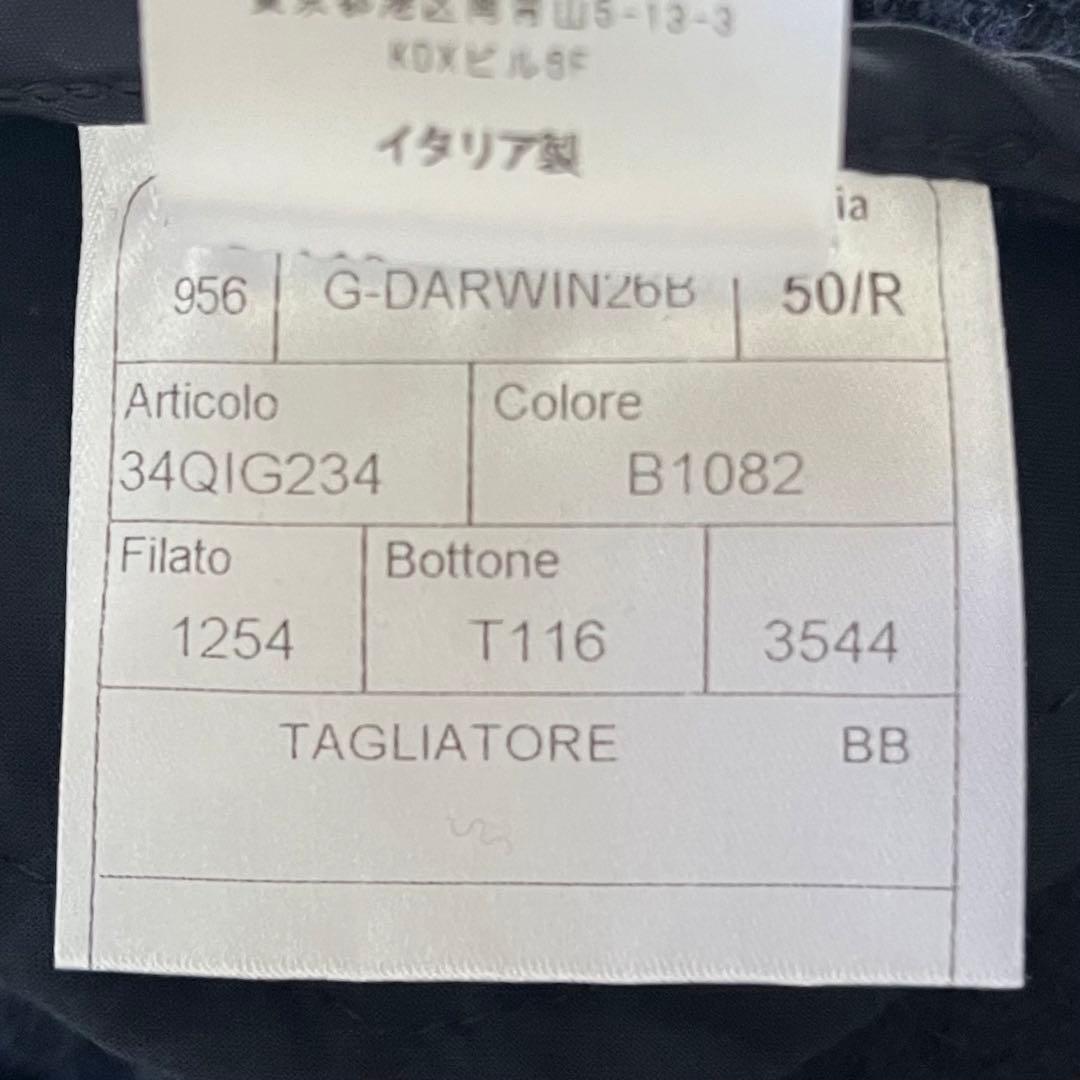 東京都港区南青山5-13-3
KDXビル8F
イタリア製
ia
956 G-DARWIN26B 50/R
Articolo Colore
34QIG234 B1082
Filato Bottone
1254 T116 3544
TAGLIATORE BB